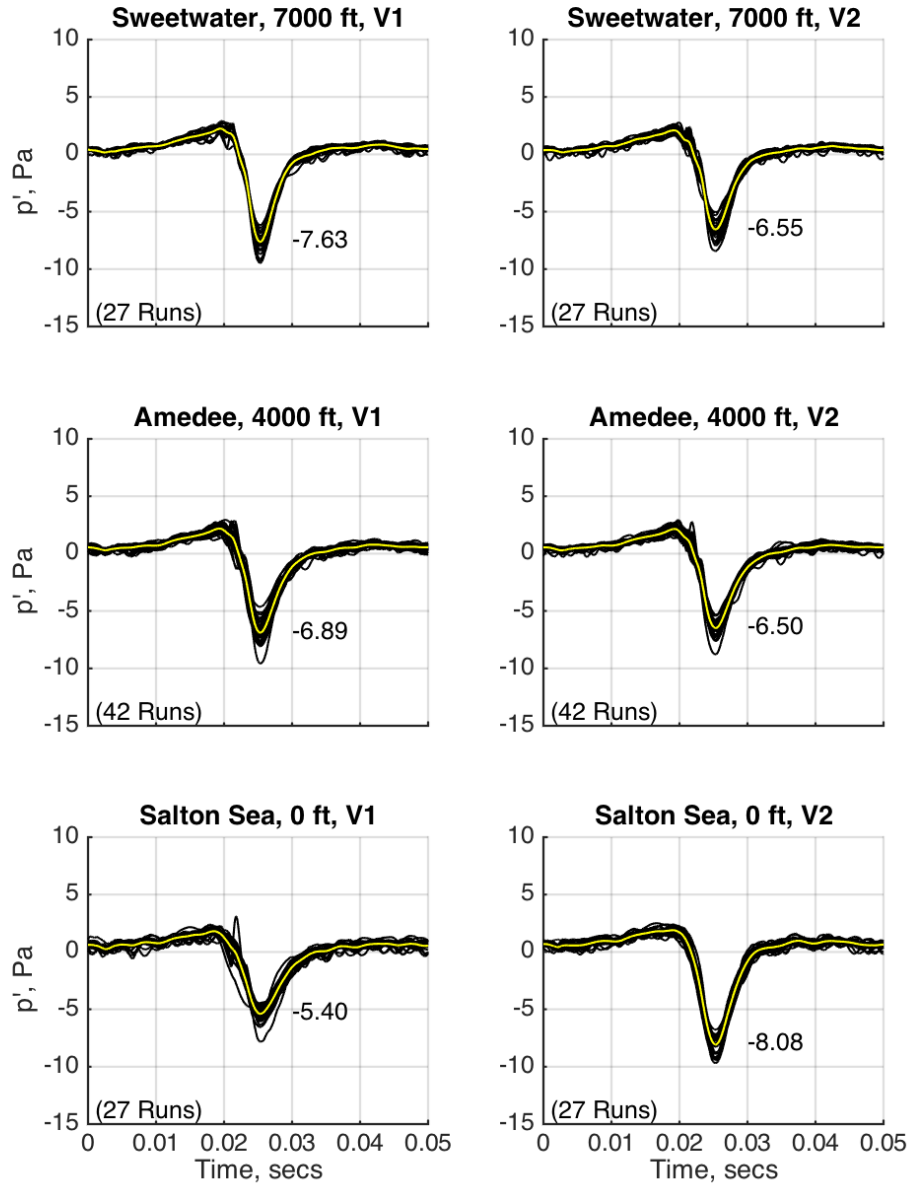 Sweetwater, 7000 ft, V1
10
5
0
-5
-10
-15
p', Pa
-7.63
(27 Runs)
Sweetwater, 7000 ft, V2
10
5
0
-5
-10
-15
-6.55
(27 Runs)
Amedee, 4000 ft, V1
10
5
0
-5
-10
-15
p', Pa
-6.89
(42 Runs)
Amedee, 4000 ft, V2
10
5
0
-5
-10
-15
-6.50
(42 Runs)
Salton Sea, 0 ft, V1
10
5
0
-5
-10
-15
p', Pa
-5.40
(27 Runs)
0 0.01 0.02 0.03 0.04 0.05
Time, secs
Salton Sea, 0 ft, V2
10
5
0
-5
-10
-15
-8.08
(27 Runs)
0 0.01 0.02 0.03 0.04 0.05
Time, secs